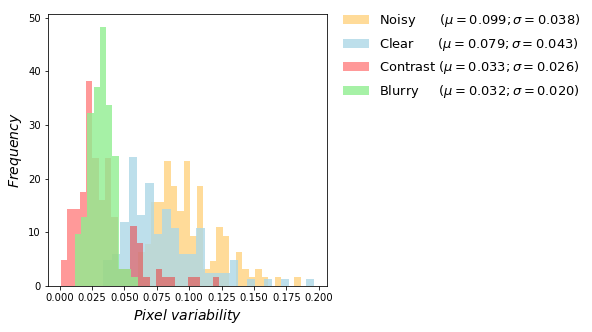 Noisy (μ = 0.099; σ = 0.038)
Clear (μ = 0.079; σ = 0.043)
Contrast (μ = 0.033; σ = 0.026)
Blurry (μ = 0.032; σ = 0.020)
Frequency
50
40
30
20
10
0
0.000 0.025 0.050 0.075 0.100 0.125 0.150 0.175 0.200
Pixel variability